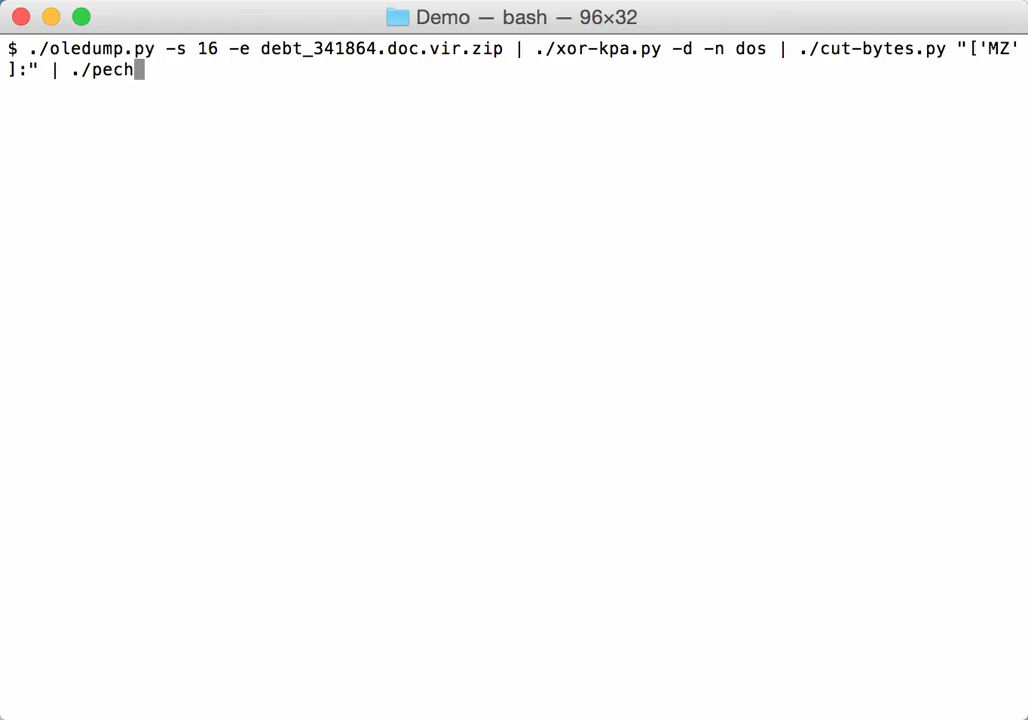 Demo — bash — 96×32
$ ./oledump.py -s 16 -e debt_341864.doc.vir.zip | ./xor-kpa.py -d -n dos | ./cut-bytes.py "['MZ'
]:" | ./pech